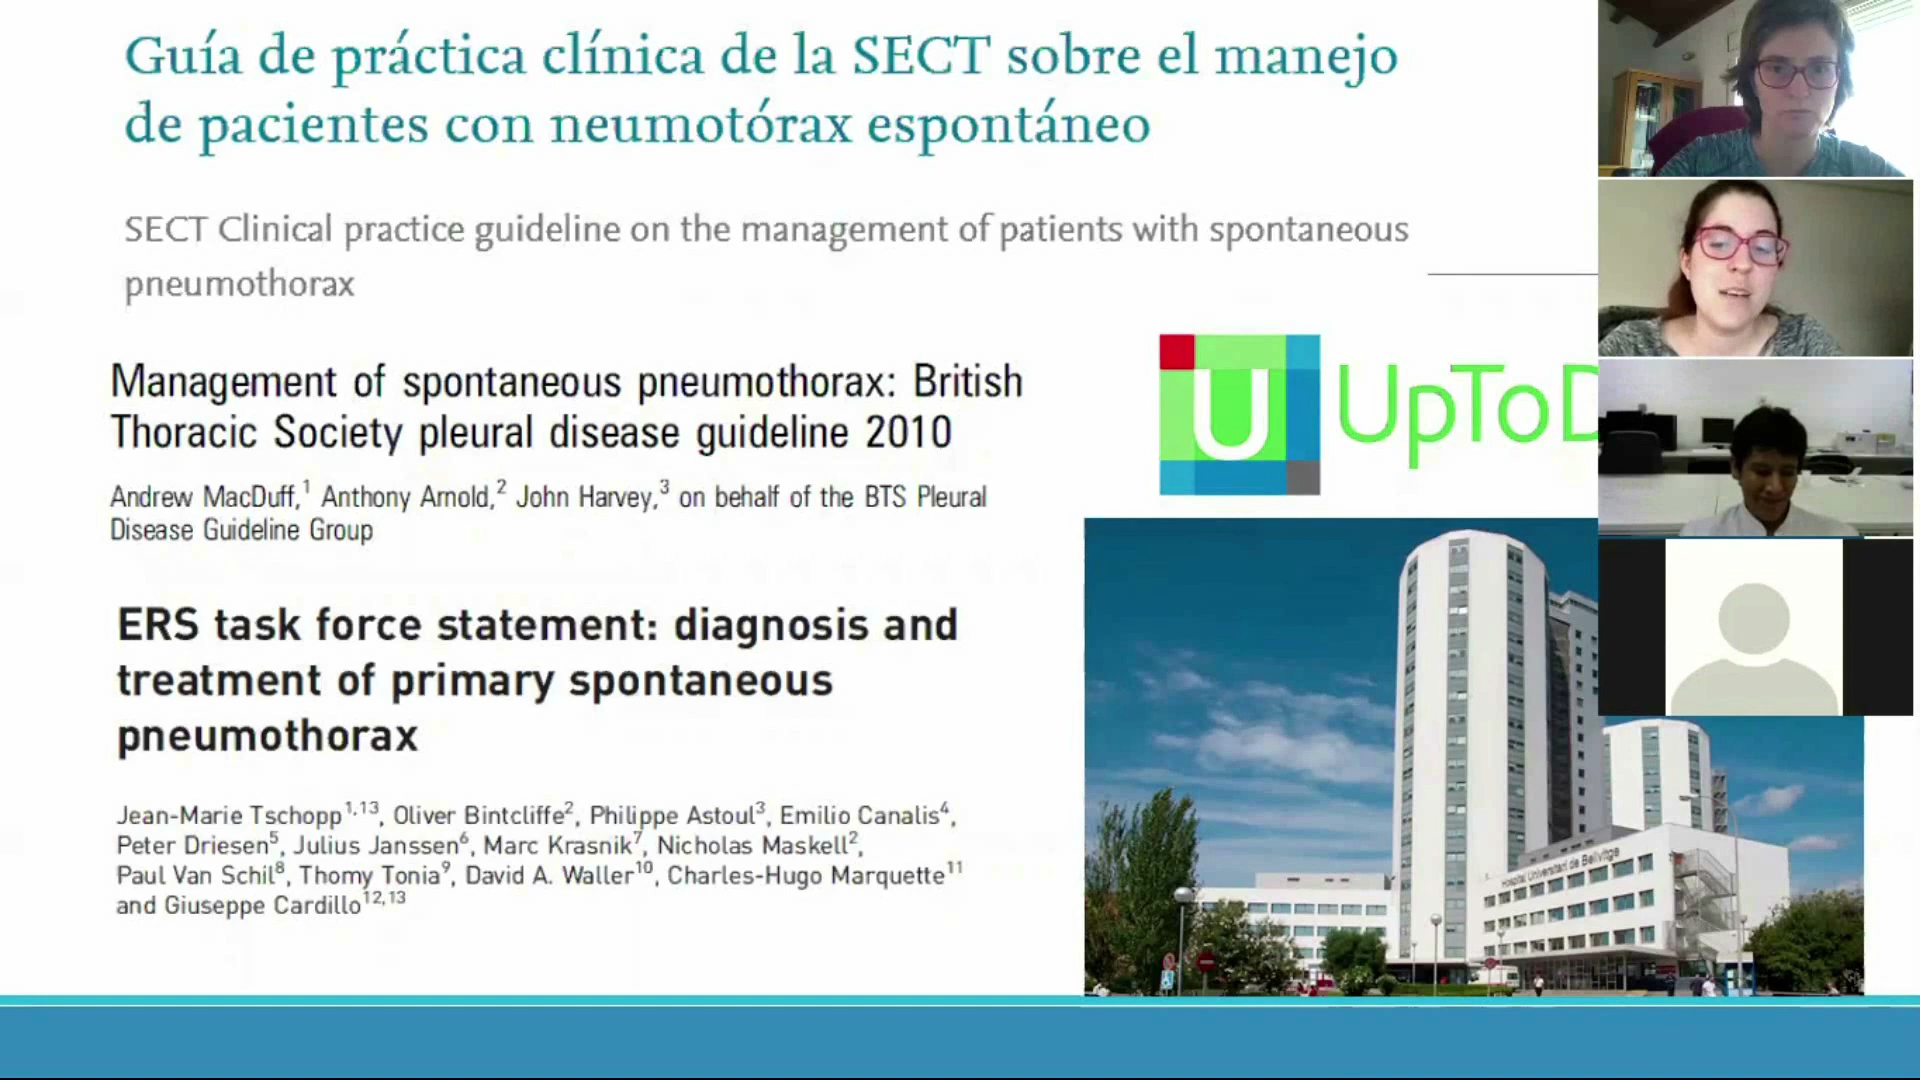 Guía de práctica clínica de la SECT sobre el manejo
de pacientes con neumotórax espontáneo
SECT Clinical practice guideline on the management of patients with spontaneous
pneumothorax
Management of spontaneous pneumothorax: British
Thoracic Society pleural disease guideline 2010
Andrew MacDuff,¹ Anthony Arnold,² John Harvey,³ on behalf of the BTS Pleural
Disease Guideline Group
U UpToD
ERS task force statement: diagnosis and
treatment of primary spontaneous
pneumothorax
Jean-Marie Tschopp¹,¹³, Oliver Bintcliffe², Philippe Astoul³, Emilio Canalis⁴,
Peter Driesen⁵, Julius Janssen⁶, Marc Krasnik⁷, Nicholas Maskell²,
Paul Van Schil⁸, Thomy Tonia⁹, David A. Waller¹⁰, Charles-Hugo Marquette¹¹
and Giuseppe Cardillo¹²,¹³
Hospital Universitari de Bellvitge